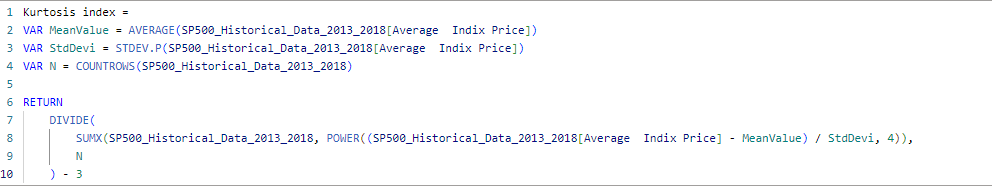 1 Kurtosis index =
2 VAR MeanValue = AVERAGE(SP500_Historical_Data_2013_2018[Average  Indix Price])
3 VAR StdDevi = STDEV.P(SP500_Historical_Data_2013_2018[Average  Indix Price])
4 VAR N = COUNTROWS(SP500_Historical_Data_2013_2018)
5
6 RETURN
7     DIVIDE(
8         SUMX(SP500_Historical_Data_2013_2018, POWER((SP500_Historical_Data_2013_2018[Average  Indix Price] - MeanValue) / StdDevi, 4)),
9         N
10     ) - 3